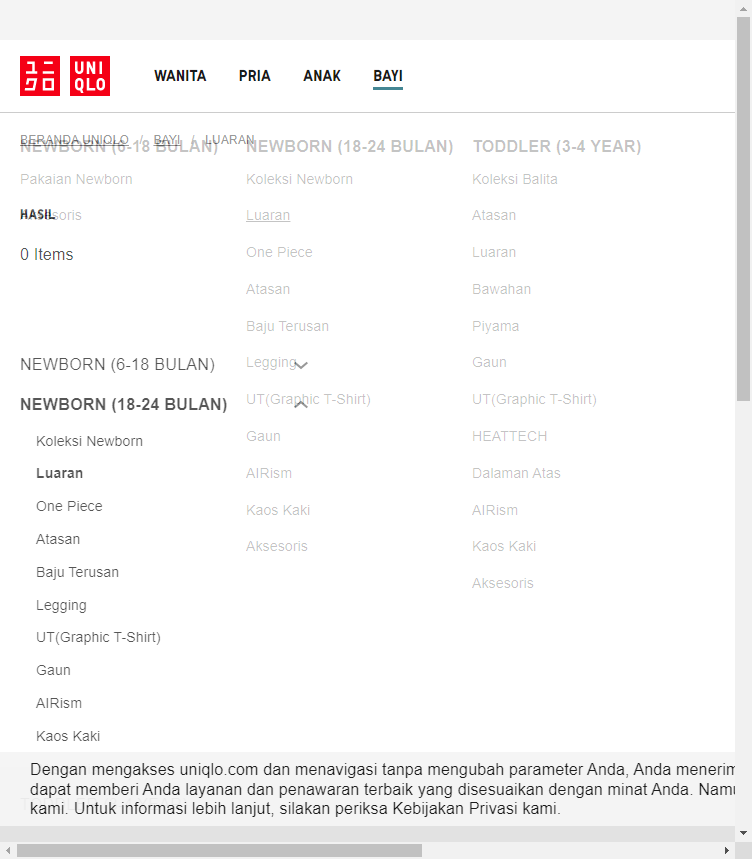 ユニ
クロ
UNI
QLO
WANITA PRIA ANAK BAYI
BERANDA UNIQLO / BAYI / LUARAN
NEWBORN (6-18 BULAN) NEWBORN (18-24 BULAN) TODDLER (3-4 YEAR)
Pakaian Newborn Koleksi Newborn Koleksi Balita
HASIL
Aksesoris Luaran Atasan
0 Items
One Piece Luaran
Atasan Bawahan
Baju Terusan Piyama
NEWBORN (6-18 BULAN) Legging Gaun
NEWBORN (18-24 BULAN) UT(Graphic T-Shirt) UT(Graphic T-Shirt)
Koleksi Newborn Gaun HEATTECH
Luaran AIRism Dalaman Atas
One Piece Kaos Kaki AIRism
Atasan Aksesoris Kaos Kaki
Baju Terusan Aksesoris
Legging
UT(Graphic T-Shirt)
Gaun
AIRism
Kaos Kaki
Dengan mengakses uniqlo.com dan menavigasi tanpa mengubah parameter Anda, Anda menerim
dapat memberi Anda layanan dan penawaran terbaik yang disesuaikan dengan minat Anda. Namu
kami. Untuk informasi lebih lanjut, silakan periksa Kebijakan Privasi kami.